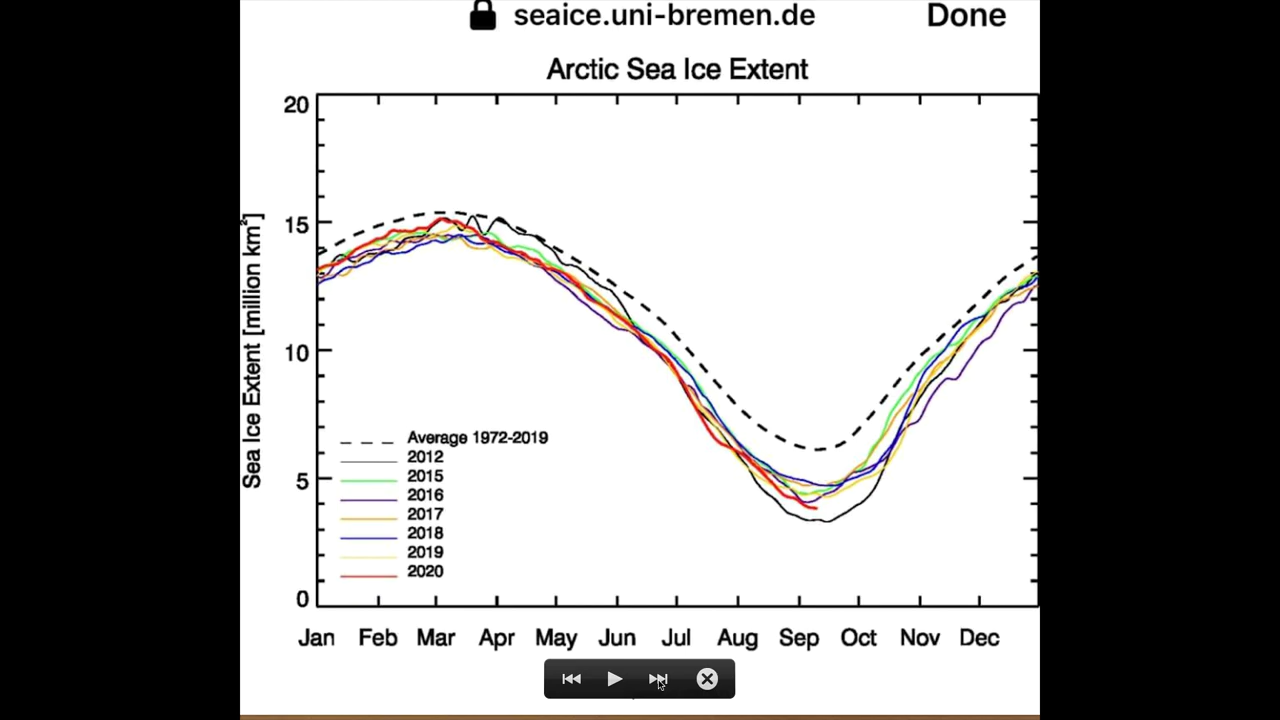 seaice.uni-bremen.de
Done
Arctic Sea Ice Extent
Sea Ice Extent [million km²]
20
15
10
5
0
Average 1972-2019
2012
2015
2016
2017
2018
2019
2020
Jan Feb Mar Apr May Jun Jul Aug Sep Oct Nov Dec